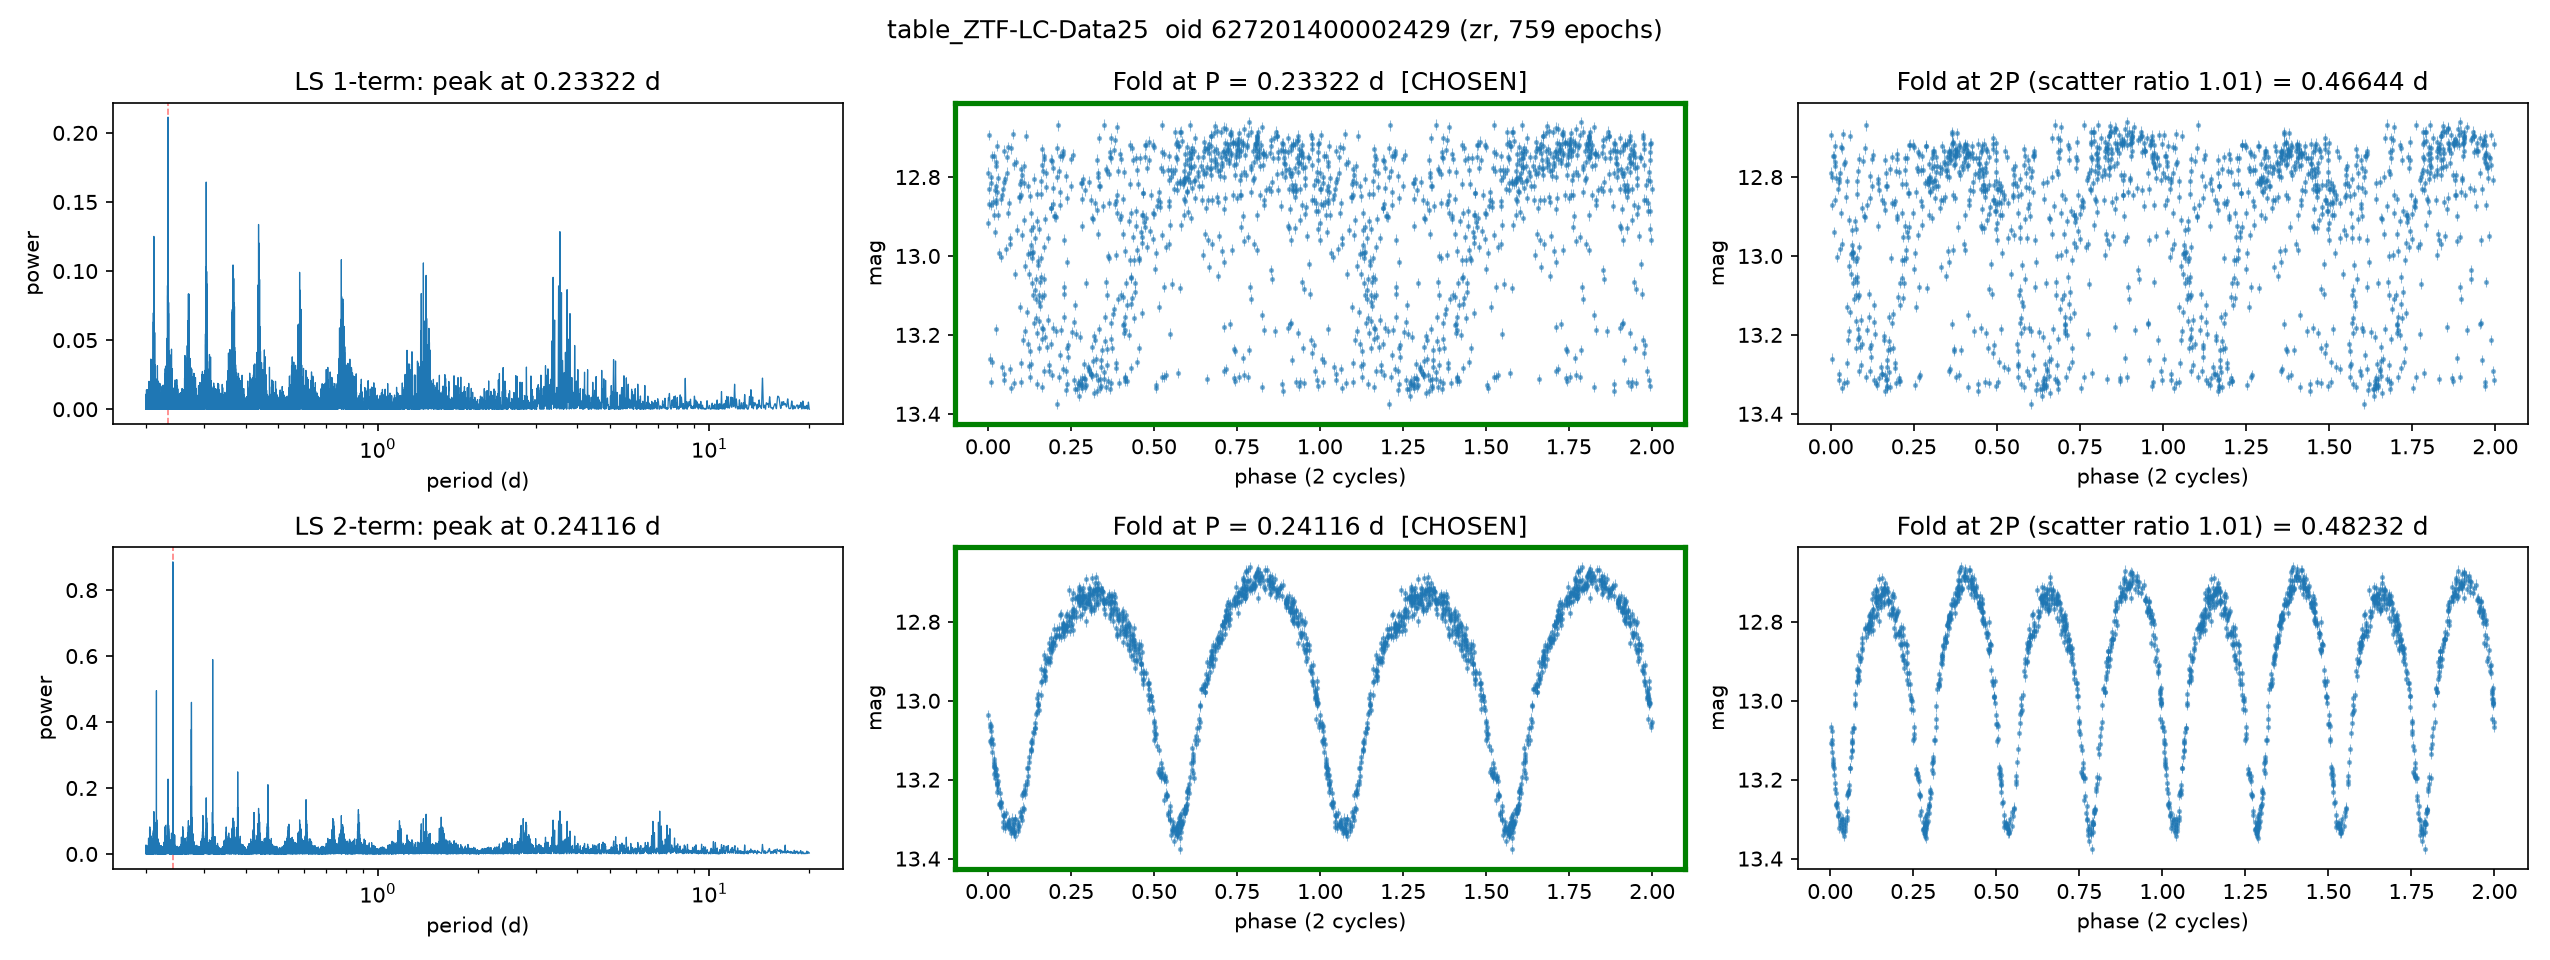 table_ZTF-LC-Data25  oid 627201400002429 (zr, 759 epochs)
LS 1-term: peak at 0.23322 d
power
0.20
0.15
0.10
0.05
0.00
10^0
10^1
period (d)
Fold at P = 0.23322 d  [CHOSEN]
mag
12.8
13.0
13.2
13.4
0.00 0.25 0.50 0.75 1.00 1.25 1.50 1.75 2.00
phase (2 cycles)
Fold at 2P (scatter ratio 1.01) = 0.46644 d
mag
12.8
13.0
13.2
13.4
0.00 0.25 0.50 0.75 1.00 1.25 1.50 1.75 2.00
phase (2 cycles)
LS 2-term: peak at 0.24116 d
power
0.8
0.6
0.4
0.2
0.0
10^0
10^1
period (d)
Fold at P = 0.24116 d  [CHOSEN]
mag
12.8
13.0
13.2
13.4
0.00 0.25 0.50 0.75 1.00 1.25 1.50 1.75 2.00
phase (2 cycles)
Fold at 2P (scatter ratio 1.01) = 0.48232 d
mag
12.8
13.0
13.2
13.4
0.00 0.25 0.50 0.75 1.00 1.25 1.50 1.75 2.00
phase (2 cycles)